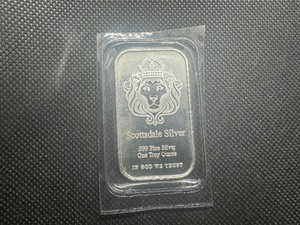 Scottsdale Silver
.999 Fine Silver
One Troy Ounce
IN GOD WE TRUST